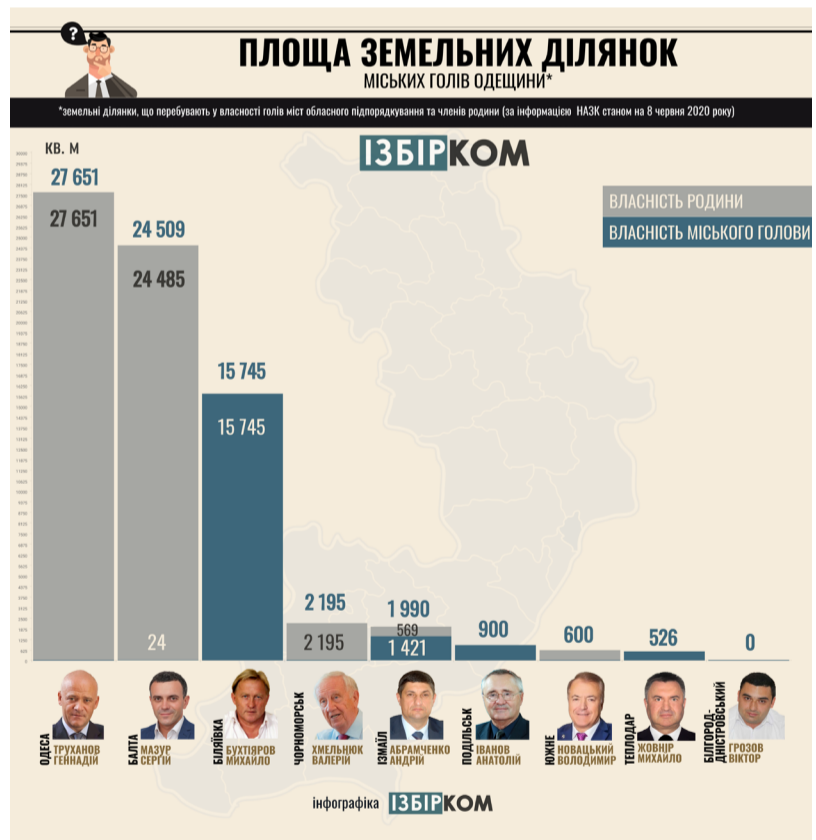 ?
ПЛОЩА ЗЕМЕЛЬНИХ ДІЛЯНОК
МІСЬКИХ ГОЛІВ ОДЕЩИНИ*
*земельні ділянки, що перебувають у власності голів міст обласного підпорядкування та членів родини (за інформацією НАЗК станом на 8 червня 2020 року)
ІЗБІРКОМ
КВ. М
ВЛАСНІСТЬ РОДИНИ
ВЛАСНІСТЬ МІСЬКОГО ГОЛОВИ
27 651
27 651
24 509
24 485
24
15 745
15 745
2 195
2 195
1 990
569
1 421
900
600
526
0
ОДЕСА
ТРУХАНОВ
ГЕННАДІЙ
БАЛТА
МАЗУР
СЕРГІЙ
БІЛЯЇВКА
БУХТІЯРОВ
МИХАЙЛО
ЧОРНОМОРСЬК
ХМЕЛЬНЮК
ВАЛЕРІЙ
ІЗМАЇЛ
АБРАМЧЕНКО
АНДРІЙ
ПОДІЛЬСЬК
ІВАНОВ
АНАТОЛІЙ
ЮЖНЕ
НОВАЦЬКИЙ
ВОЛОДИМИР
ТЕПЛОДАР
ЖОВНІР
МИХАЙЛО
БІЛГОРОД-
ДНІСТРОВСЬКИЙ
ГРОЗОВ
ВІКТОР
інфографіка ІЗБІРКОМ